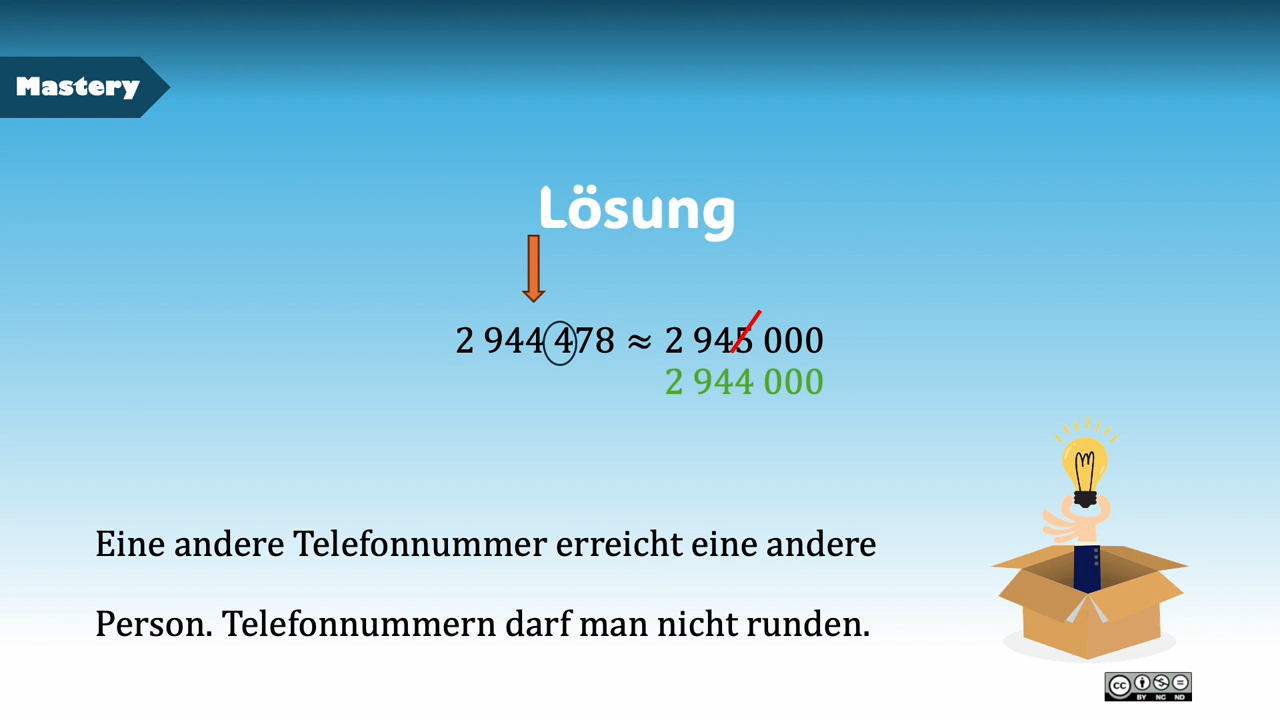 Mastery
Lösung
2 944 478 ≈ 2 945 000
2 944 000
Eine andere Telefonnummer erreicht eine andere
Person. Telefonnummern darf man nicht runden.
cc
BY NC ND